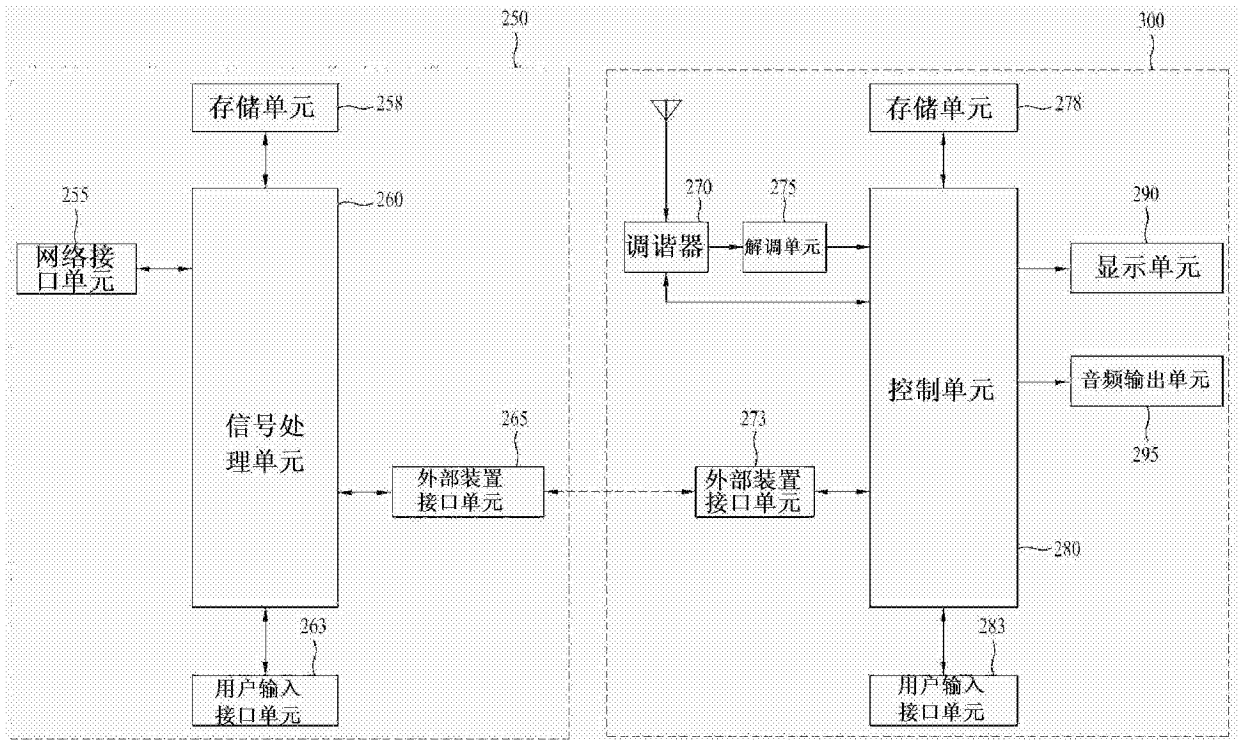 250
300
存储单元
258
存储单元
278
255
260
270
275
290
网络接
口单元
调谐器
解调单元
显示单元
信号处
理单元
控制单元
音频输出单元
295
265
273
外部装置
接口单元
外部装置
接口单元
280
263
283
用户输入
接口单元
用户输入
接口单元